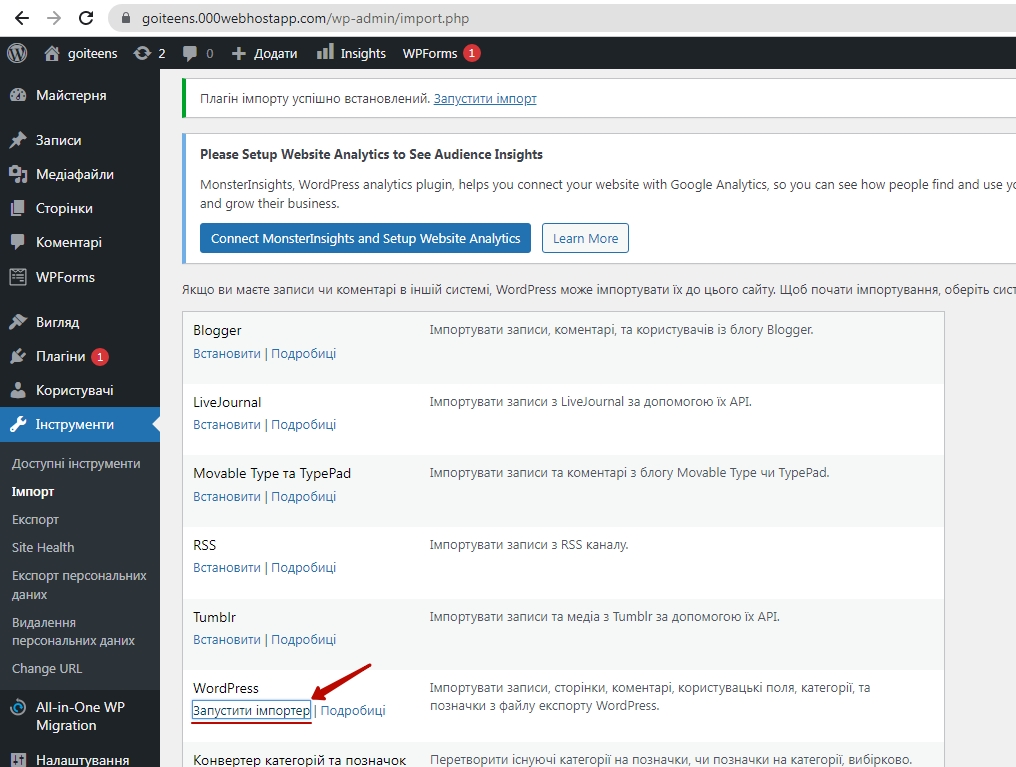 goiteens.000webhostapp.com/wp-admin/import.php
goiteens 2 0 Додати Insights WPForms 1
Майстерня
Записи
Медіафайли
Сторінки
Коментарі
WPForms
Вигляд
Плагіни 1
Користувачі
Інструменти
Доступні інструменти
Імпорт
Експорт
Site Health
Експорт персональних
даних
Видалення
персональних даних
Change URL
All-in-One WP
Migration
Налаштування
Плагін імпорту успішно встановлений. Запустити імпорт
Please Setup Website Analytics to See Audience Insights
MonsterInsights, WordPress analytics plugin, helps you connect your website with Google Analytics, so you can see how people find and use
and grow their business.
Connect MonsterInsights and Setup Website Analytics Learn More
Якщо ви маєте записи чи коментарі в іншій системі, WordPress може імпортувати їх до цього сайту. Щоб почати імпортування, оберіть
Blogger Імпортувати записи, коментарі, та користувачів із блогу Blogger.
Встановити | Подробиці
LiveJournal Імпортувати записи з LiveJournal за допомогою їх API.
Встановити | Подробиці
Movable Type та TypePad Імпортувати записи та коментарі з блогу Movable Type чи TypePad.
Встановити | Подробиці
RSS Імпортувати записи з RSS каналу.
Встановити | Подробиці
Tumblr Імпортувати записи та медіа з Tumblr за допомогою їх API.
Встановити | Подробиці
WordPress Імпортувати записи, сторінки, коментарі, користувацькі поля, категорії, та
Запустити імпортер | Подробиці позначки з файлу експорту WordPress.
Конвертер категорій та позначок Перетворити існуючі категорії на позначки, чи позначки на категорії, вибірково.